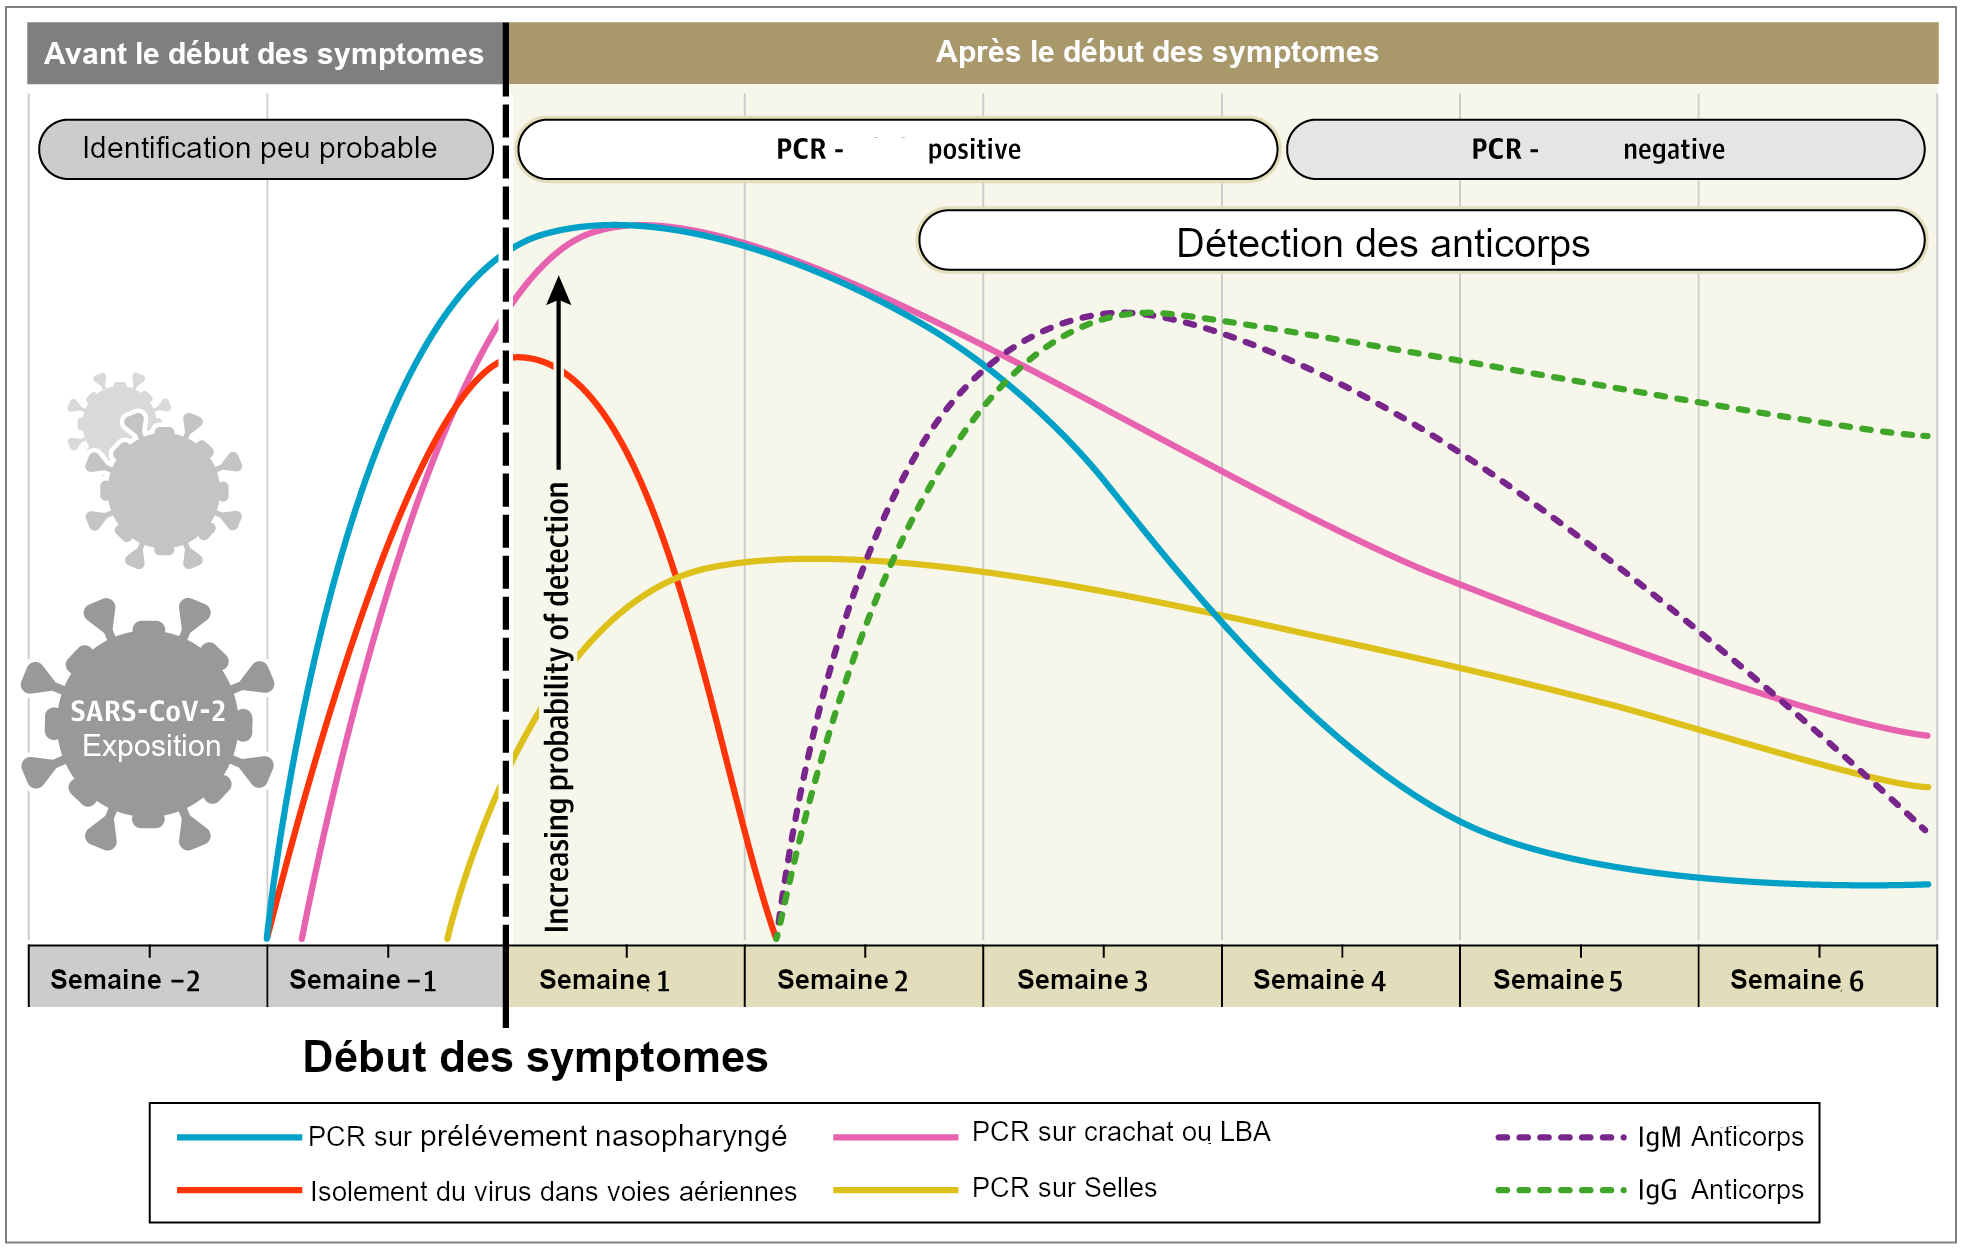 Avant le début des symptomes
Après le début des symptomes
Identification peu probable
PCR - positive
PCR - negative
Détection des anticorps
Increasing probability of detection
SARS-CoV-2
Exposition
Semaine -2
Semaine -1
Semaine 1
Semaine 2
Semaine 3
Semaine 4
Semaine 5
Semaine 6
Début des symptomes
PCR sur prélévement nasopharyngé
PCR sur crachat ou LBA
IgM Anticorps
Isolement du virus dans voies aériennes
PCR sur Selles
IgG Anticorps